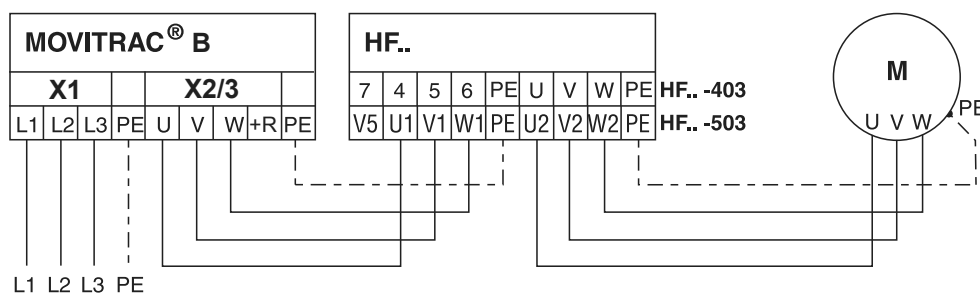 MOVITRAC® B
HF..
M
X1 X2/3
7 4 5 6 PE U V W PE HF.. -403
L1 L2 L3 PE U V W +R PE
V5 U1 V1 W1 PE U2 V2 W2 PE HF.. -503
U V W
PE
L1 L2 L3 PE